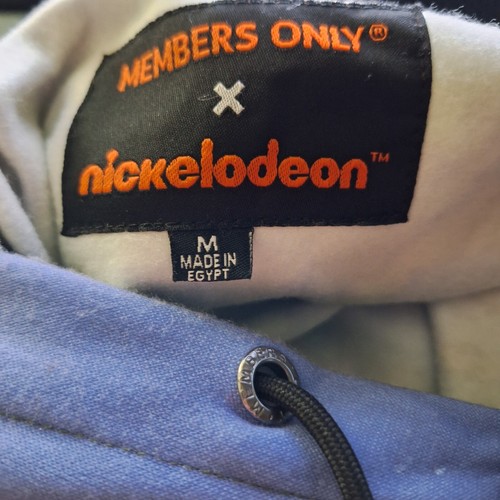 MEMBERS ONLY®
X
nickelodeon™
M
MADE IN
EGYPT